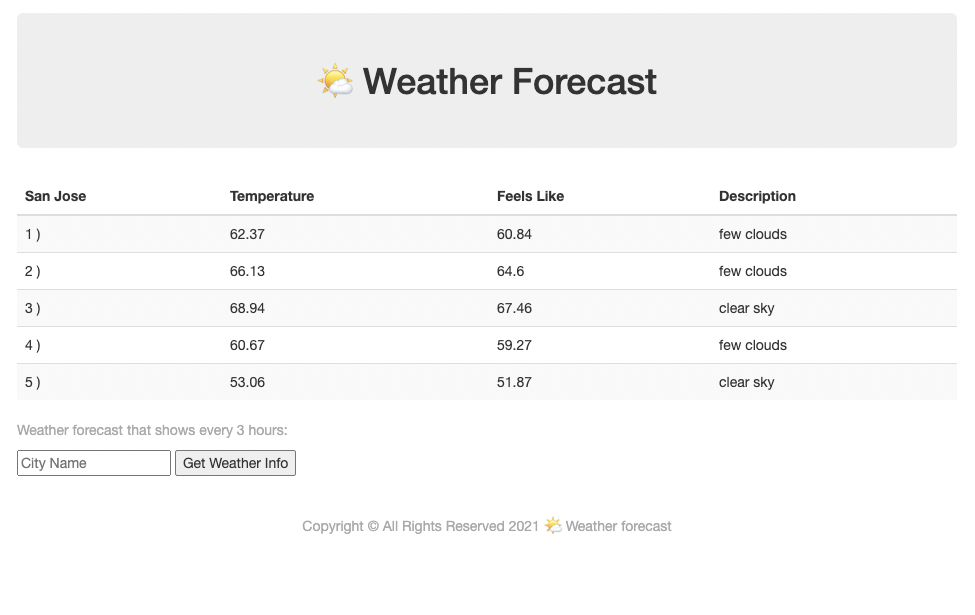 🌤️ Weather Forecast
San Jose Temperature Feels Like Description
1 ) 62.37 60.84 few clouds
2 ) 66.13 64.6 few clouds
3 ) 68.94 67.46 clear sky
4 ) 60.67 59.27 few clouds
5 ) 53.06 51.87 clear sky
Weather forecast that shows every 3 hours:
City Name Get Weather Info
Copyright © All Rights Reserved 2021 🌤️ Weather forecast